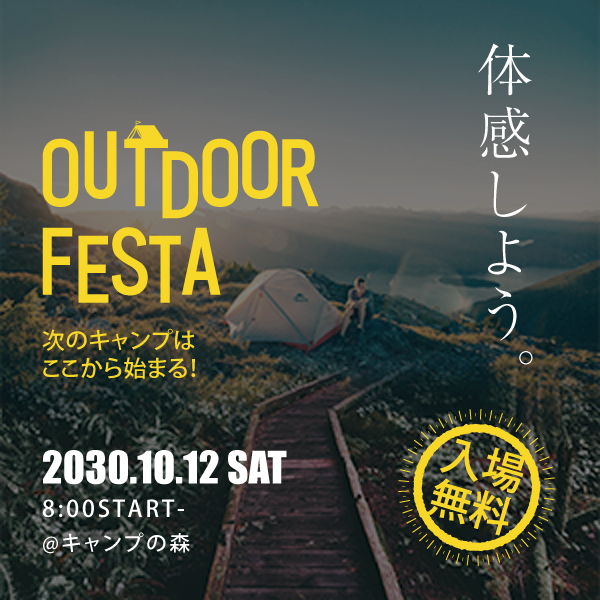 体感しよう。
OUTDOOR
FESTA
次のキャンプは
ここから始まる!
2030.10.12 SAT
8:00START-
@キャンプの森
入場
無料